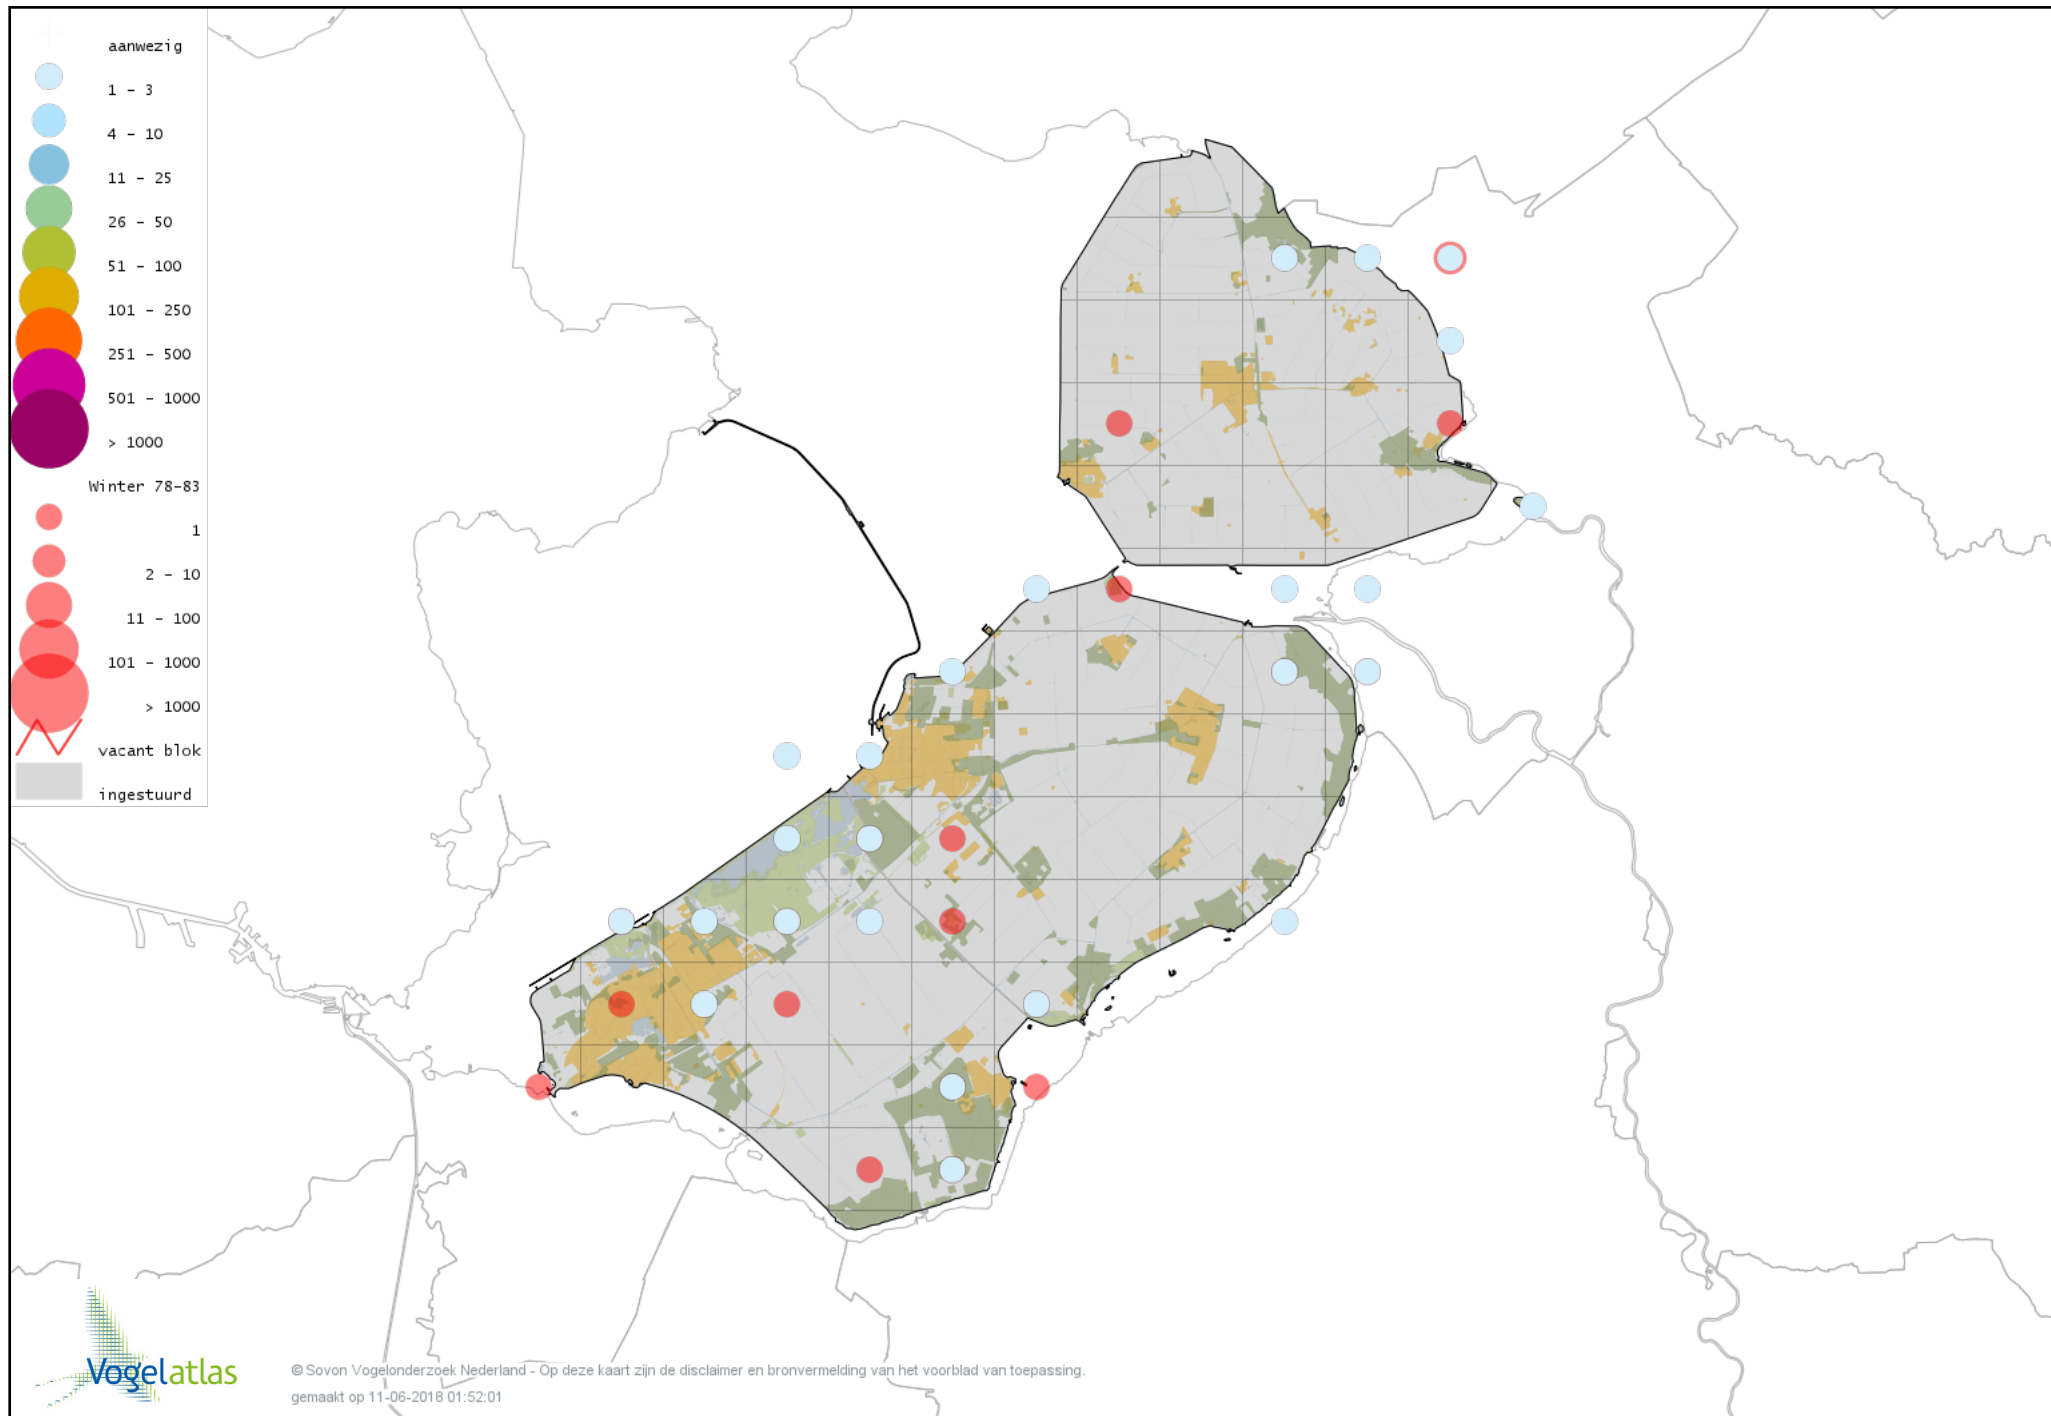 aanwezig
1 - 3
4 - 10
11 - 25
26 - 50
51 - 100
101 - 250
251 - 500
501 - 1000
> 1000
Winter 78-83
1
2 - 10
11 - 100
101 - 1000
> 1000
vacant blok
ingestuurd
Vogelatlas
© Sovon Vogelonderzoek Nederland - Op deze kaart zijn de disclaimer en bronvermelding van het voorblad van toepassing.
gemaakt op 11-06-2018 01:52:01